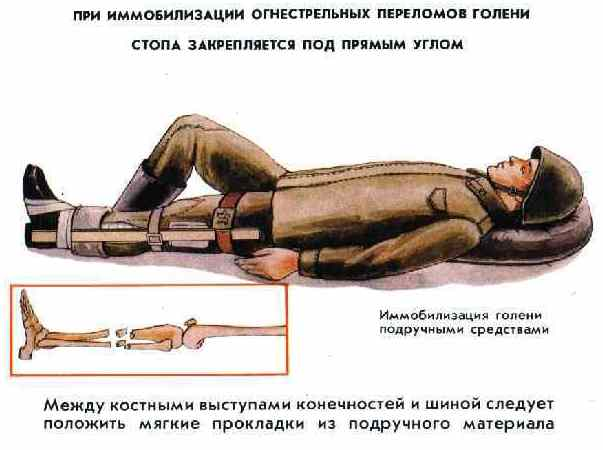 ПРИ ИММОБИЛИЗАЦИИ ОГНЕСТРЕЛЬНЫХ ПЕРЕЛОМОВ ГОЛЕНИ
СТОПА ЗАКРЕПЛЯЕТСЯ ПОД ПРЯМЫМ УГЛОМ
Иммобилизация голени
подручными средствами
Между костными выступами конечностей и шиной следует
положить мягкие прокладки из подручного материала